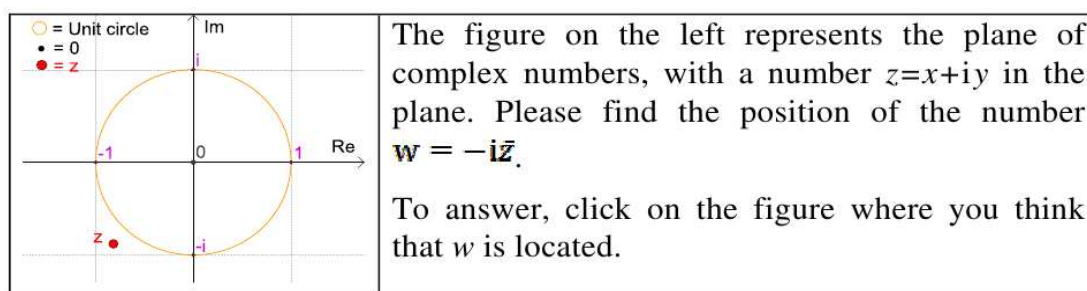 = Unit circle
= 0
= z
Im
i
-1
0
1
Re
z
-i
The figure on the left represents the plane of
complex numbers, with a number z=x+iy in the
plane. Please find the position of the number
w = −iz̄.
To answer, click on the figure where you think
that w is located.